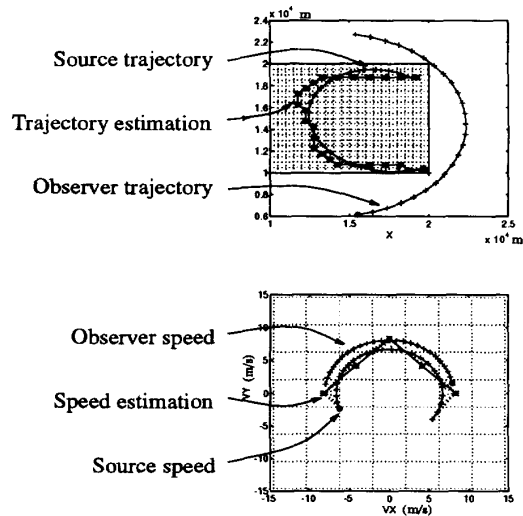 2.4 x 10⁴ m
2.2
Source trajectory
2
1.8
1.6
Trajectory estimation
1.4
1.2
Observer trajectory
1
0.8
0.6
1 1.5 2 2.5
X
x 10⁴ m
15
10
Observer speed
5
VY (m/s)
Speed estimation
0
-5
Source speed
-10
-15
-15 -10 -5 0 5 10 15
VX (m/s)